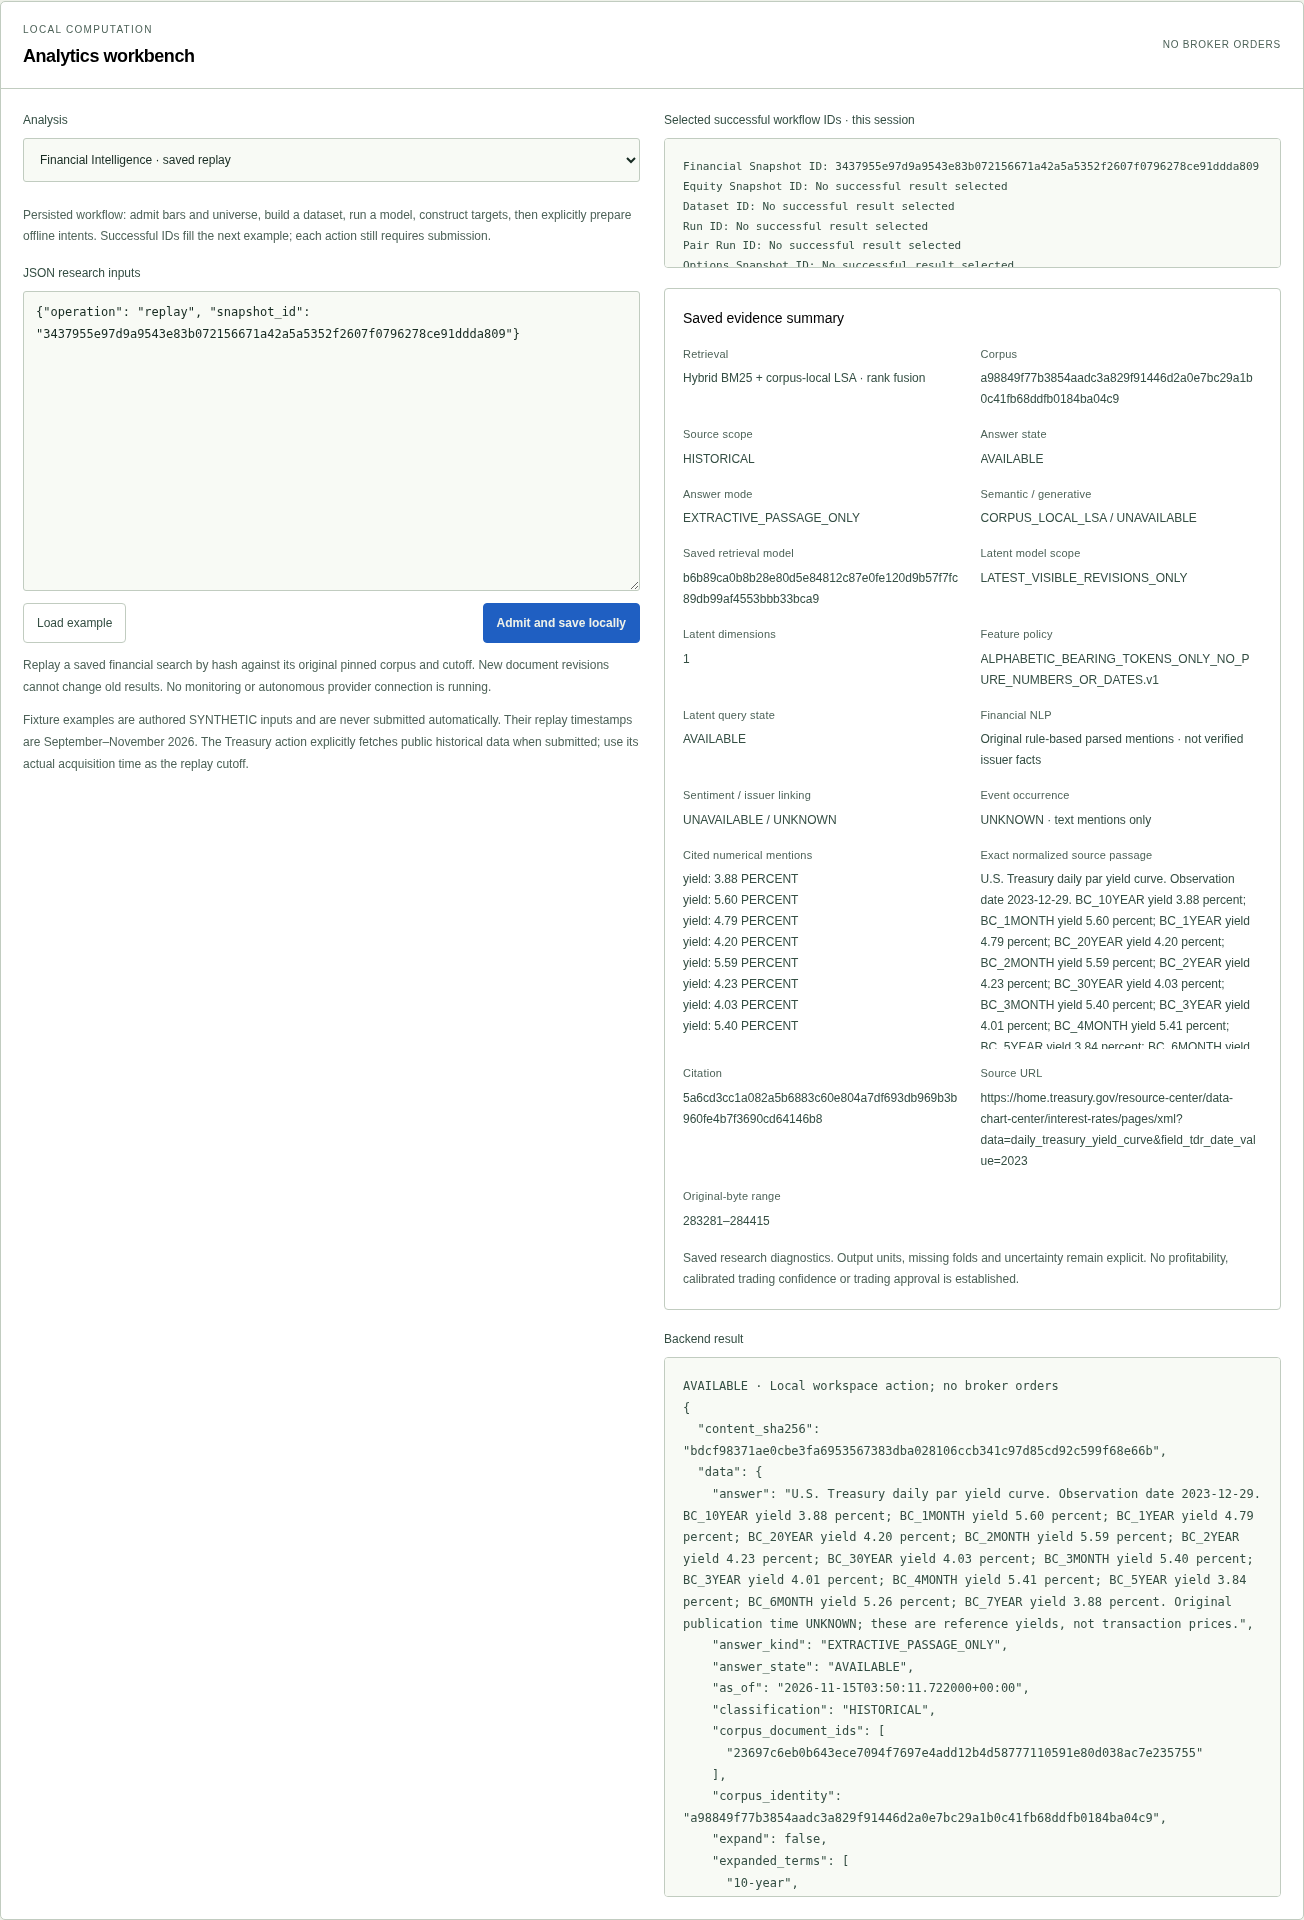 LOCAL COMPUTATION
Analytics workbench
NO BROKER ORDERS
Analysis
Financial Intelligence · saved replay
Persisted workflow: admit bars and universe, build a dataset, run a model, construct targets, then explicitly prepare
offline intents. Successful IDs fill the next example; each action still requires submission.
JSON research inputs
{"operation": "replay", "snapshot_id":
"3437955e97d9a9543e83b072156671a42a5a5352f2607f0796278ce91ddda809"}
Load example
Admit and save locally
Replay a saved financial search by hash against its original pinned corpus and cutoff. New document revisions
cannot change old results. No monitoring or autonomous provider connection is running.
Fixture examples are authored SYNTHETIC inputs and are never submitted automatically. Their replay timestamps
are September–November 2026. The Treasury action explicitly fetches public historical data when submitted; use its
actual acquisition time as the replay cutoff.
Selected successful workflow IDs · this session
Financial Snapshot ID: 3437955e97d9a9543e83b072156671a42a5a5352f2607f0796278ce91ddda809
Equity Snapshot ID: No successful result selected
Dataset ID: No successful result selected
Run ID: No successful result selected
Pair Run ID: No successful result selected
Options Snapshot ID: No successful result selected
Saved evidence summary
Retrieval
Hybrid BM25 + corpus-local LSA · rank fusion
Corpus
a98849f77b3854aadc3a829f91446d2a0e7bc29a1b
0c41fb68ddfb0184ba04c9
Source scope
HISTORICAL
Answer state
AVAILABLE
Answer mode
EXTRACTIVE_PASSAGE_ONLY
Semantic / generative
CORPUS_LOCAL_LSA / UNAVAILABLE
Saved retrieval model
b6b89ca0b8b28e80d5e84812c87e0fe120d9b57f7fc
89db99af4553bbb33bca9
Latent model scope
LATEST_VISIBLE_REVISIONS_ONLY
Latent dimensions
1
Feature policy
ALPHABETIC_BEARING_TOKENS_ONLY_NO_P
URE_NUMBERS_OR_DATES.v1
Latent query state
AVAILABLE
Financial NLP
Original rule-based parsed mentions · not verified
issuer facts
Sentiment / issuer linking
UNAVAILABLE / UNKNOWN
Event occurrence
UNKNOWN · text mentions only
Cited numerical mentions
yield: 3.88 PERCENT
yield: 5.60 PERCENT
yield: 4.79 PERCENT
yield: 4.20 PERCENT
yield: 5.59 PERCENT
yield: 4.23 PERCENT
yield: 4.03 PERCENT
yield: 5.40 PERCENT
Exact normalized source passage
U.S. Treasury daily par yield curve. Observation
date 2023-12-29. BC_10YEAR yield 3.88 percent;
BC_1MONTH yield 5.60 percent; BC_1YEAR yield
4.79 percent; BC_20YEAR yield 4.20 percent;
BC_2MONTH yield 5.59 percent; BC_2YEAR yield
4.23 percent; BC_30YEAR yield 4.03 percent;
BC_3MONTH yield 5.40 percent; BC_3YEAR yield
4.01 percent; BC_4MONTH yield 5.41 percent;
BC_5YEAR yield 3.84 percent; BC_6MONTH yield
Citation
5a6cd3cc1a082a5b6883c60e804a7df693db969b3b
960fe4b7f3690cd64146b8
Source URL
https://home.treasury.gov/resource-center/data-
chart-center/interest-rates/pages/xml?
data=daily_treasury_yield_curve&field_tdr_date_val
ue=2023
Original-byte range
283281–284415
Saved research diagnostics. Output units, missing folds and uncertainty remain explicit. No profitability,
calibrated trading confidence or trading approval is established.
Backend result
AVAILABLE · Local workspace action; no broker orders
{
"content_sha256":
"bdcf98371ae0cbe3fa6953567383dba028106ccb341c97d85cd92c599f68e66b",
"data": {
"answer": "U.S. Treasury daily par yield curve. Observation date 2023-12-29.
BC_10YEAR yield 3.88 percent; BC_1MONTH yield 5.60 percent; BC_1YEAR yield 4.79
percent; BC_20YEAR yield 4.20 percent; BC_2MONTH yield 5.59 percent; BC_2YEAR
yield 4.23 percent; BC_30YEAR yield 4.03 percent; BC_3MONTH yield 5.40 percent;
BC_3YEAR yield 4.01 percent; BC_4MONTH yield 5.41 percent; BC_5YEAR yield 3.84
percent; BC_6MONTH yield 5.26 percent; BC_7YEAR yield 3.88 percent. Original
publication time UNKNOWN; these are reference yields, not transaction prices.",
"answer_kind": "EXTRACTIVE_PASSAGE_ONLY",
"answer_state": "AVAILABLE",
"as_of": "2026-11-15T03:50:11.722000+00:00",
"classification": "HISTORICAL",
"corpus_document_ids": [
"23697c6eb0b643ece7094f7697e4add12b4d58777110591e80d038ac7e235755"
],
"corpus_identity":
"a98849f77b3854aadc3a829f91446d2a0e7bc29a1b0c41fb68ddfb0184ba04c9",
"expand": false,
"expanded_terms": [
"10-year",